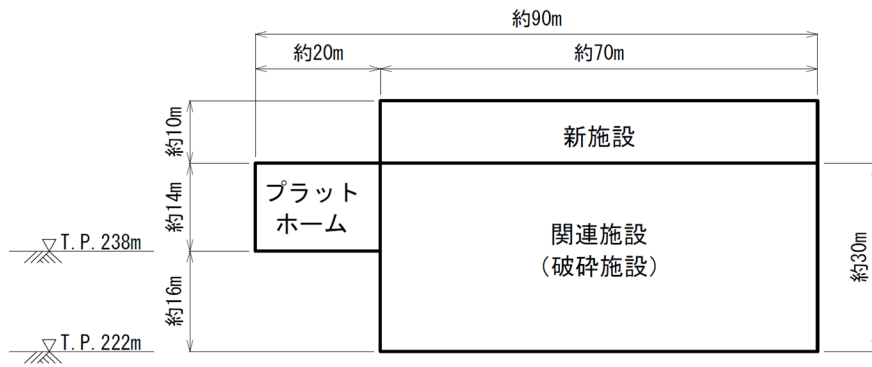 約90m
約20m
約70m
約10m
新施設
プラット
ホーム
約14m
T.P.238m
関連施設
(破砕施設)
約30m
約16m
T.P.222m